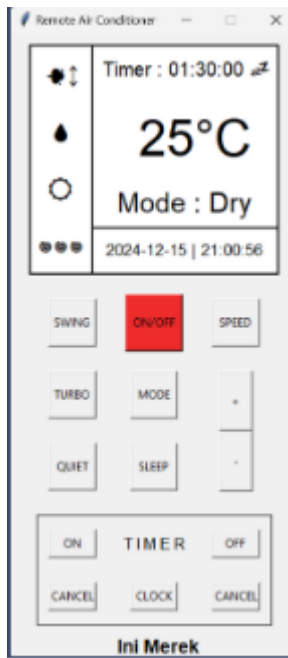 Remote Air Conditioner
Timer : 01:30:00
25°C
Mode : Dry
2024-12-15 | 21:00:56
SWING ON/OFF SPEED
TURBO MODE +
QUIET SLEEP -
ON TIMER OFF
CANCEL CLOCK CANCEL
Ini Merek